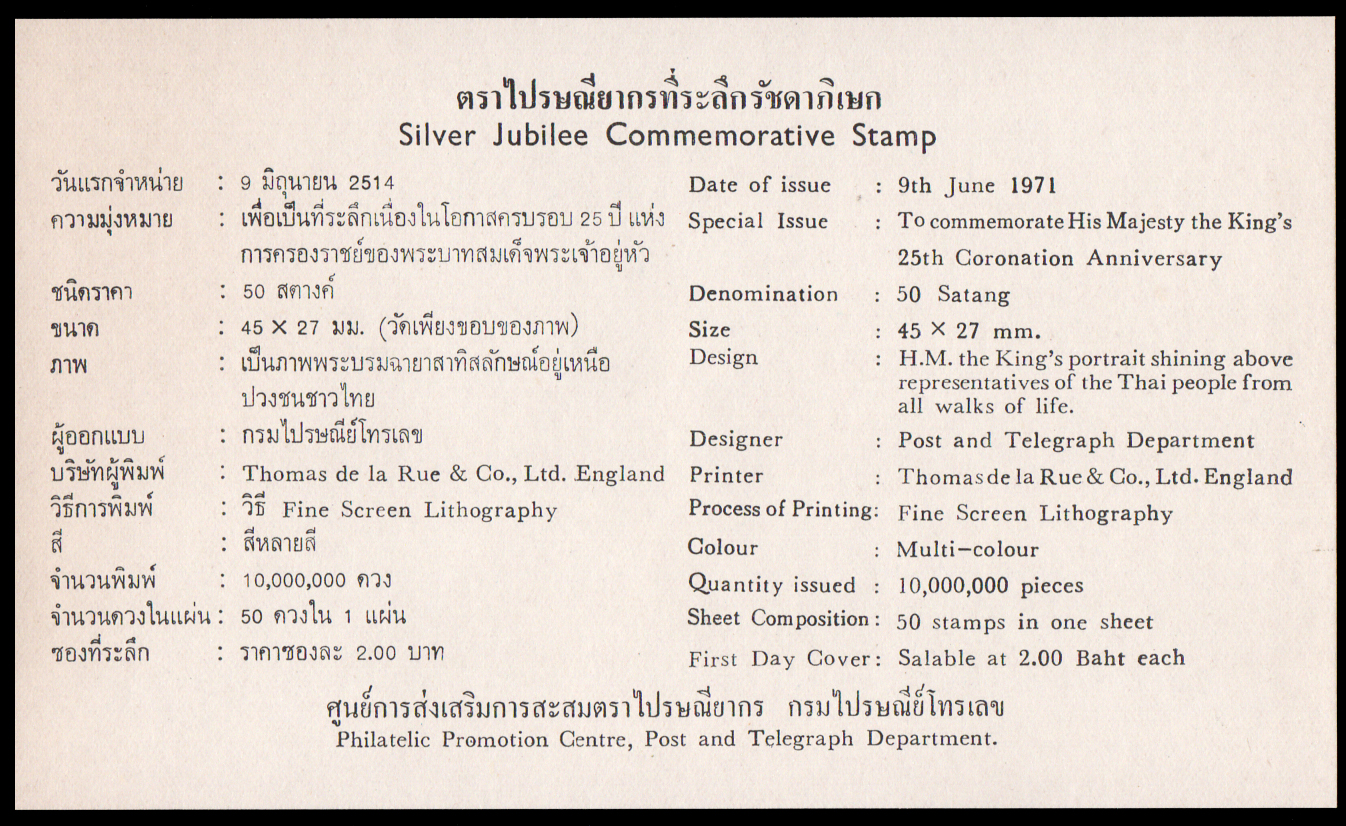 ตราไปรษณียากรที่ระลึกรัชดาภิเษก
Silver Jubilee Commemorative Stamp
วันแรกจำหน่าย : 9 มิถุนายน 2514
ความมุ่งหมาย : เพื่อเป็นที่ระลึกเนื่องในโอกาสครบรอบ 25 ปี แห่ง
การครองราชย์ของพระบาทสมเด็จพระเจ้าอยู่หัว
ชนิดราคา : 50 สตางค์
ขนาด : 45 × 27 มม. (วัดเพียงขอบของภาพ)
ภาพ : เป็นภาพพระบรมฉายาสาทิสลักษณ์อยู่เหนือ
ปวงชนชาวไทย
ผู้ออกแบบ : กรมไปรษณีย์โทรเลข
บริษัทผู้พิมพ์ : Thomas de la Rue & Co., Ltd. England
วิธีการพิมพ์ : วิธี Fine Screen Lithography
สี : สีหลายสี
จำนวนพิมพ์ : 10,000,000 ดวง
จำนวนดวงในแผ่น : 50 ดวงใน 1 แผ่น
ซองที่ระลึก : ราคาซองละ 2.00 บาท
Date of issue : 9th June 1971
Special Issue : To commemorate His Majesty the King's
25th Coronation Anniversary
Denomination : 50 Satang
Size : 45 × 27 mm.
Design : H.M. the King's portrait shining above
representatives of the Thai people from
all walks of life.
Designer : Post and Telegraph Department
Printer : Thomas de la Rue & Co., Ltd. England
Process of Printing : Fine Screen Lithography
Colour : Multi-colour
Quantity issued : 10,000,000 pieces
Sheet Composition : 50 stamps in one sheet
First Day Cover : Salable at 2.00 Baht each
ศูนย์การส่งเสริมการสะสมตราไปรษณียากร กรมไปรษณีย์โทรเลข
Philatelic Promotion Centre, Post and Telegraph Department.